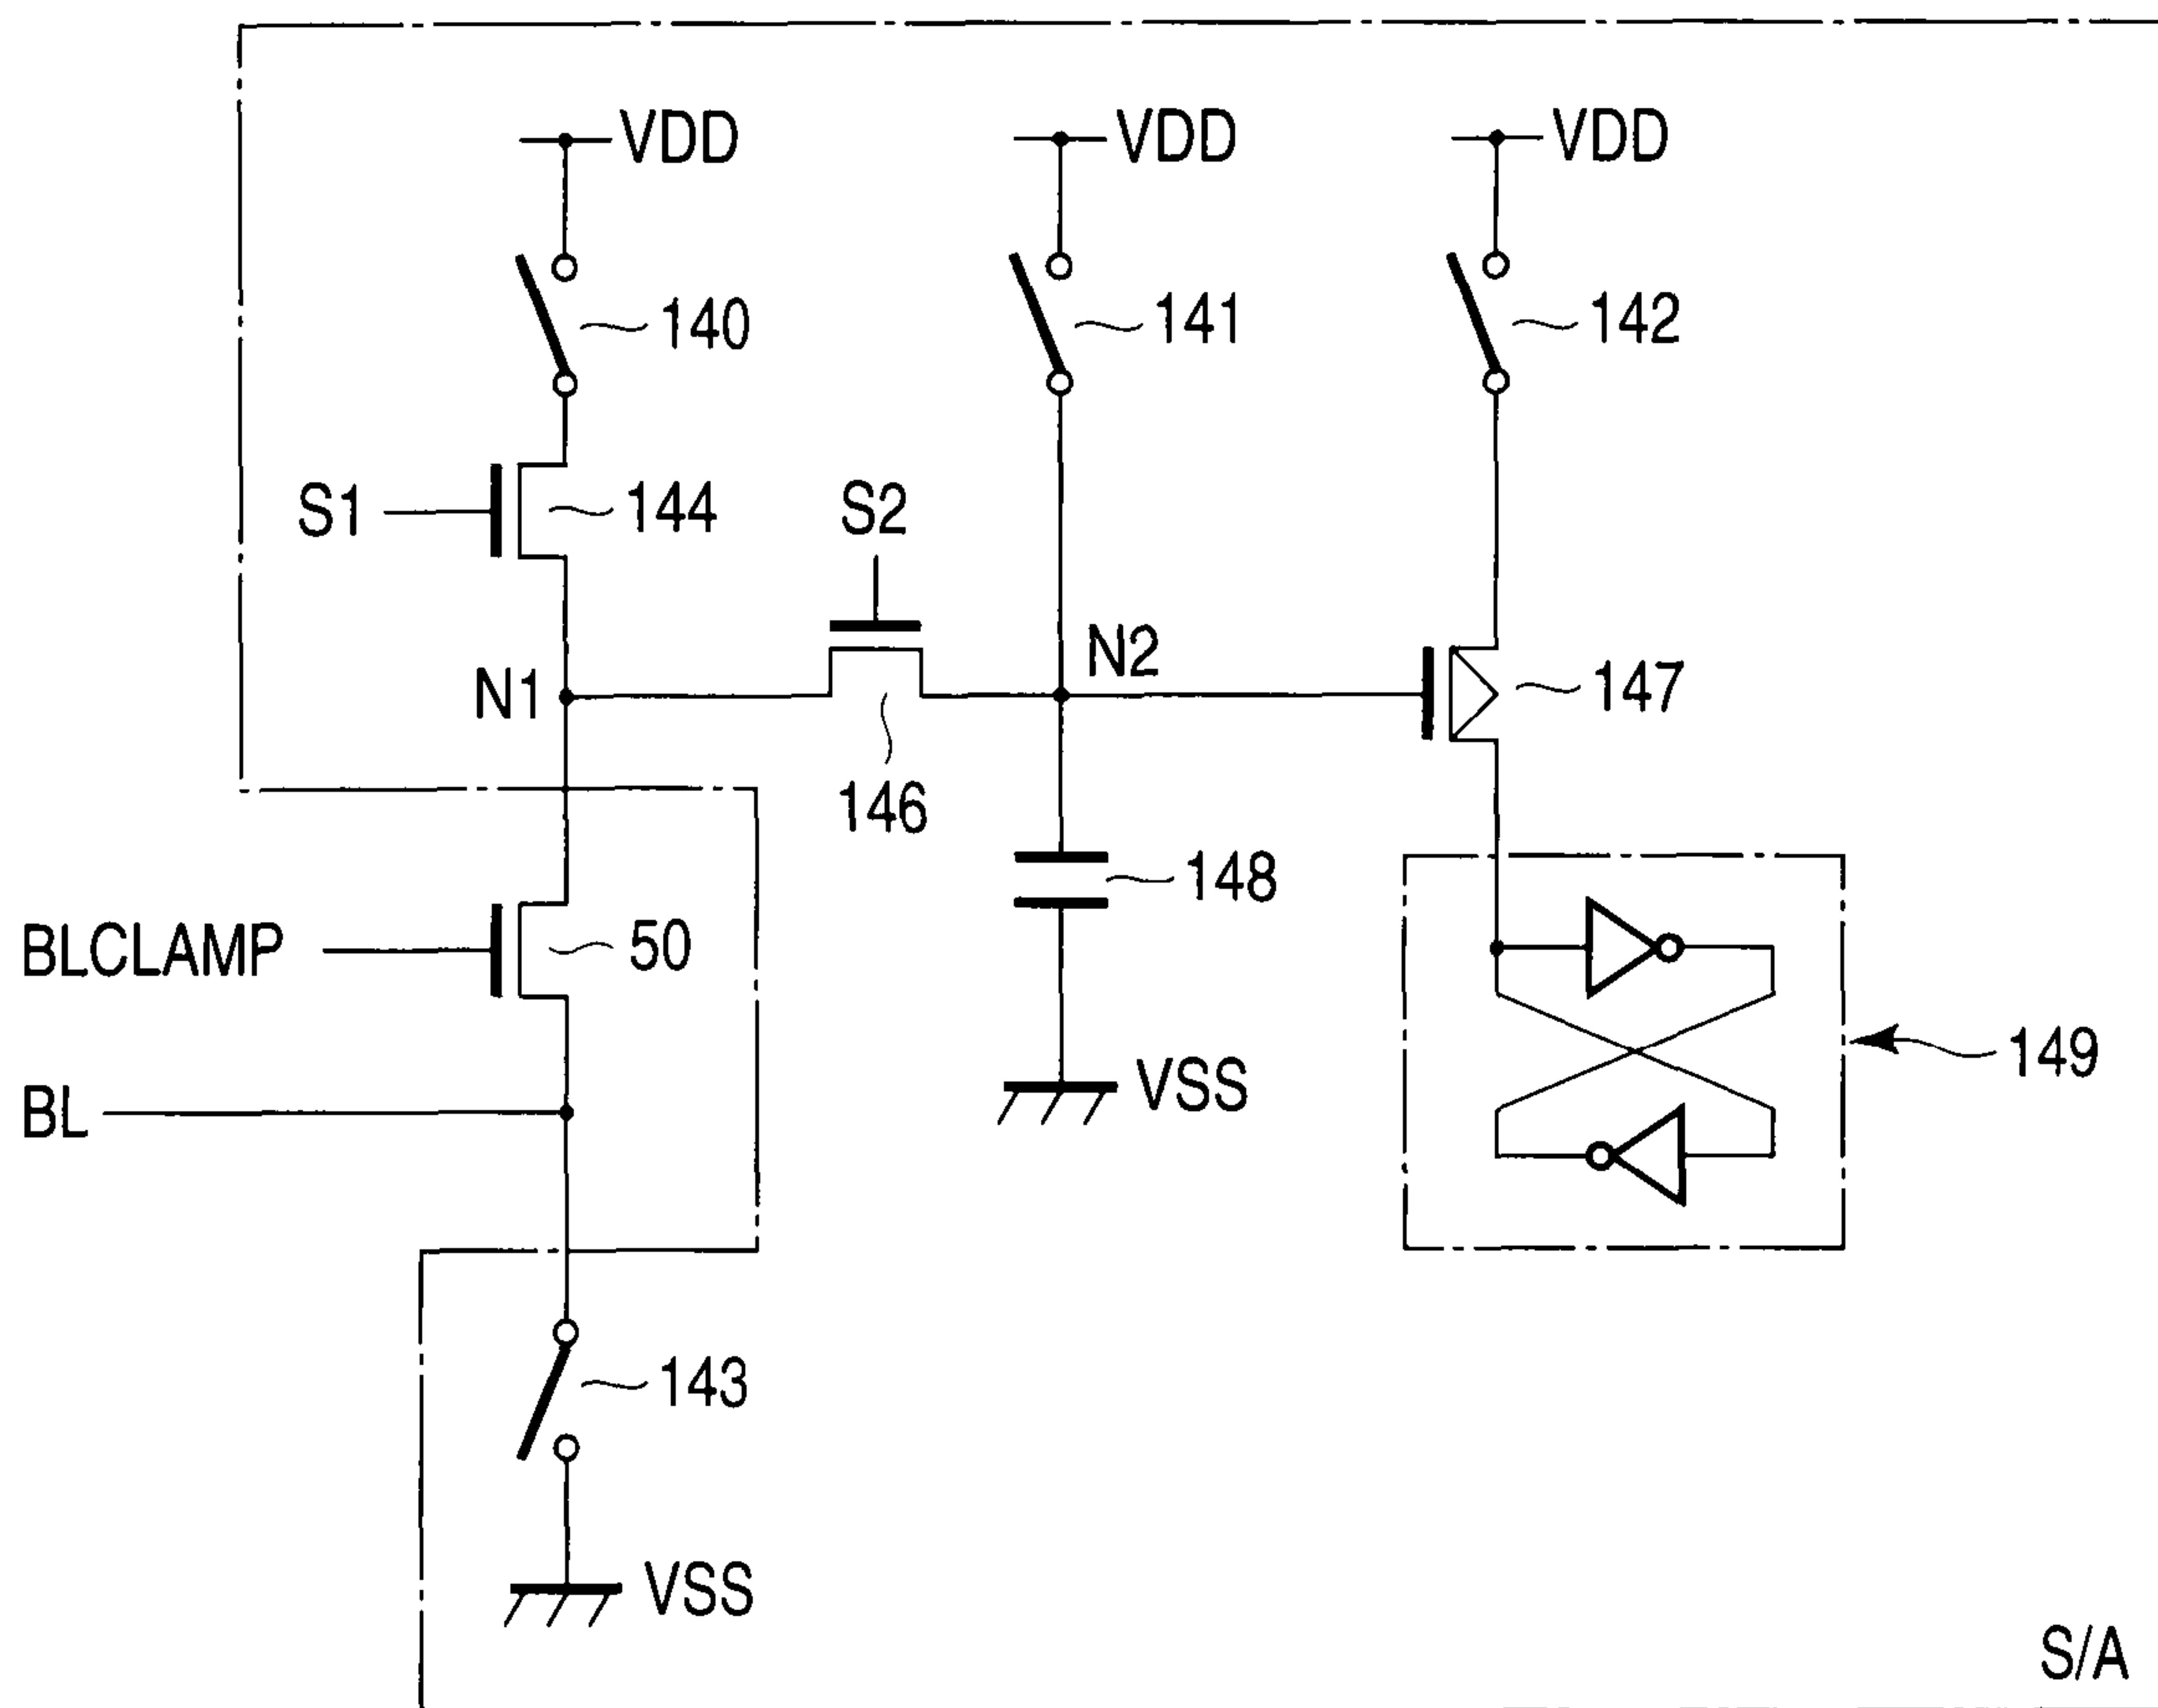 VDD VDD VDD
140 141 142
S1 144 S2
N1 N2 147
146
148
BLCLAMP 50
149
BL VSS
143
VSS
S/A